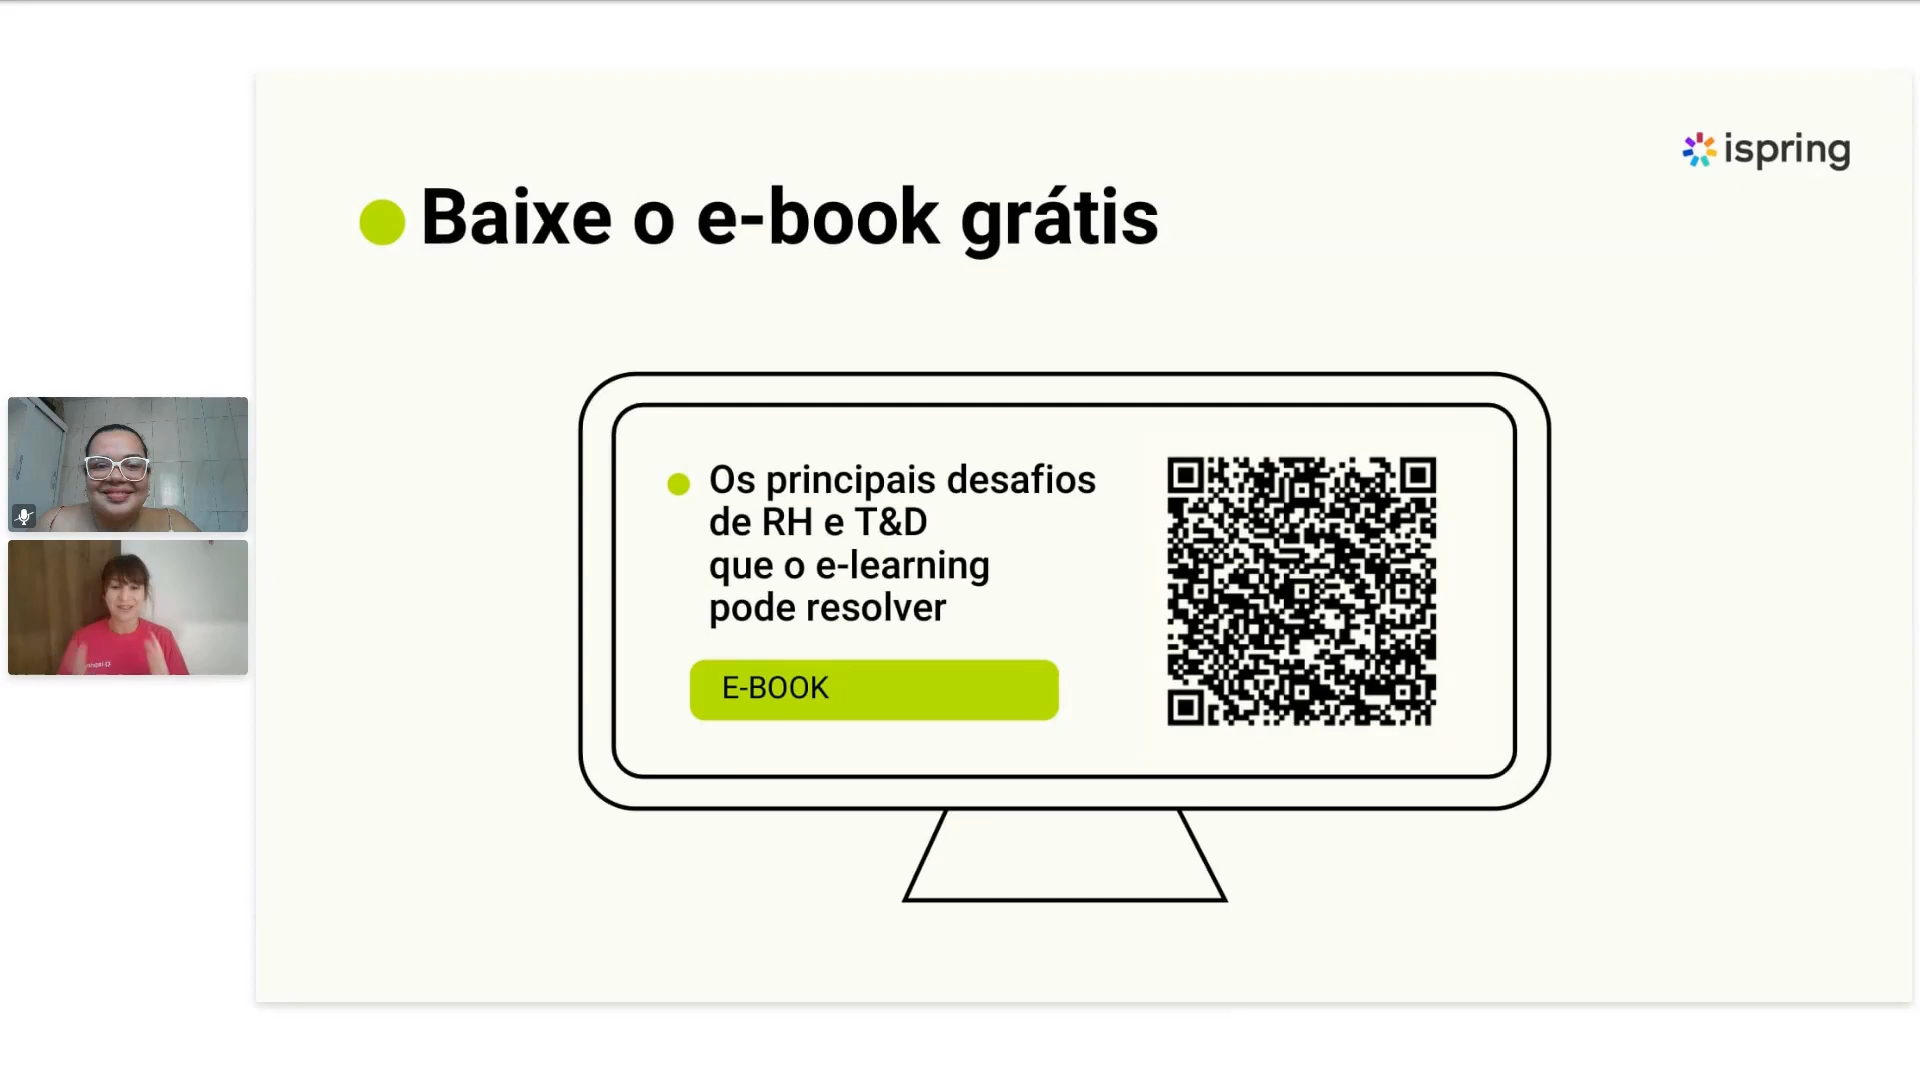 ispring
Baixe o e-book grátis
Os principais desafios
de RH e T&D
que o e-learning
pode resolver
E-BOOK